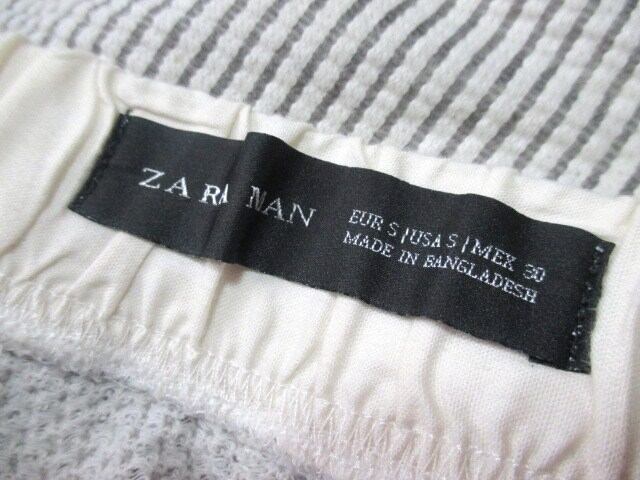 ZARA MAN
EUR S / USA S / MEX 30
MADE IN BANGLADESH